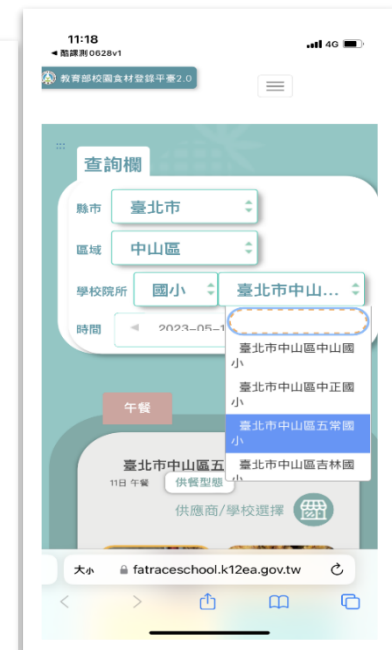 11:18
4G
◀ 酷課測0628v1
教育部校園食材登錄平臺2.0
查詢欄
縣市 臺北市
區域 中山區
學校院所 國小 臺北市中山...
時間 2023-05-1
臺北市中山區中山國
小
臺北市中山區中正國
小
臺北市中山區五常國
小
臺北市中山區吉林國
小
午餐
臺北市中山區五
11日 午餐 供餐型態
供應商/學校選擇
大小 fatraceschool.k12ea.gov.tw